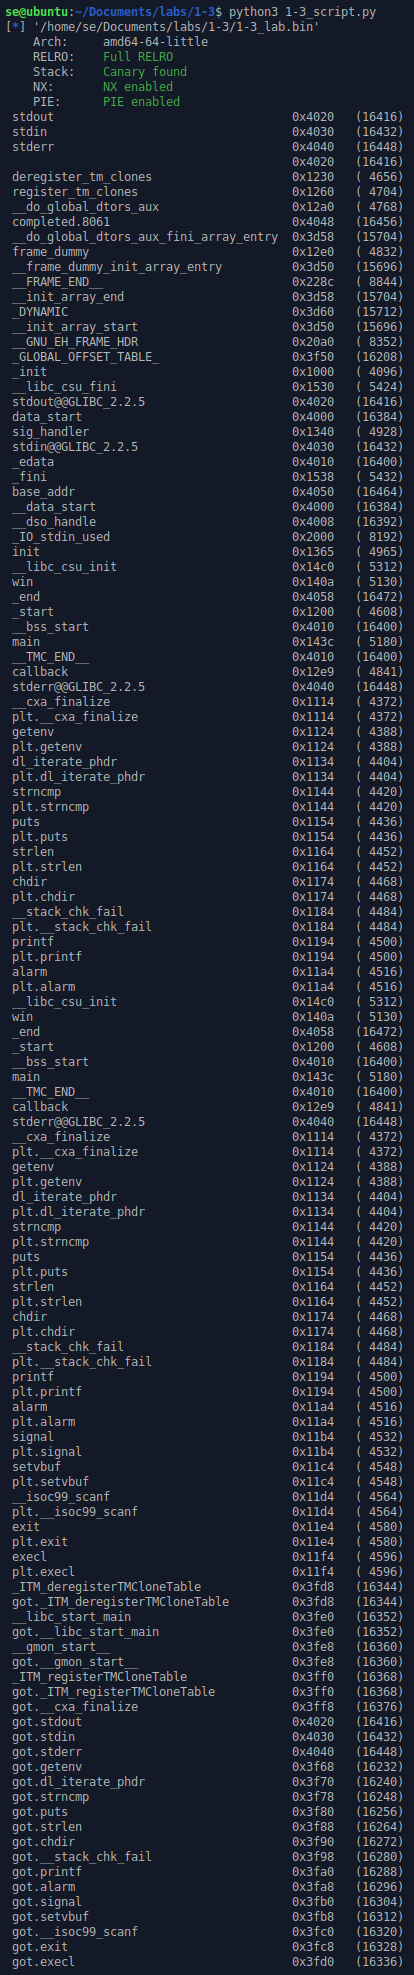 se@ubuntu:~/Documents/labs/1-3$ python3 1-3_script.py
[*] '/home/se/Documents/labs/1-3/1-3_lab.bin'
    Arch:     amd64-64-little
    RELRO:    Full RELRO
    Stack:    Canary found
    NX:       NX enabled
    PIE:      PIE enabled
 stdout                                 0x4020   (16416)
 stdin                                  0x4030   (16432)
 stderr                                 0x4040   (16448)
                                        0x4020   (16416)
 deregister_tm_clones                   0x1230   ( 4656)
 register_tm_clones                     0x1260   ( 4704)
 __do_global_dtors_aux                  0x12a0   ( 4768)
 completed.8061                         0x4048   (16456)
 __do_global_dtors_aux_fini_array_entry  0x3d58  (15704)
 frame_dummy                            0x12e0   ( 4832)
 __frame_dummy_init_array_entry         0x3d50   (15696)
 __FRAME_END__                          0x228c   ( 8844)
 __init_array_end                       0x3d58   (15704)
 _DYNAMIC                               0x3d60   (15712)
 __init_array_start                     0x3d50   (15696)
 __GNU_EH_FRAME_HDR                     0x20a0   ( 8352)
 _GLOBAL_OFFSET_TABLE_                  0x3f50   (16208)
 _init                                  0x1000   ( 4096)
 __libc_csu_fini                        0x1530   ( 5424)
 stdout@@GLIBC_2.2.5                    0x4020   (16416)
 data_start                             0x4000   (16384)
 sig_handler                            0x1340   ( 4928)
 stdin@@GLIBC_2.2.5                     0x4030   (16432)
 _edata                                 0x4010   (16400)
 _fini                                  0x1538   ( 5432)
 base_addr                              0x4050   (16464)
 __data_start                           0x4000   (16384)
 __dso_handle                           0x4008   (16392)
 _IO_stdin_used                         0x2000   ( 8192)
 init                                   0x1365   ( 4965)
 __libc_csu_init                        0x14c0   ( 5312)
 win                                    0x140a   ( 5130)
 _end                                   0x4058   (16472)
 _start                                 0x1200   ( 4608)
 __bss_start                            0x4010   (16400)
 main                                   0x143c   ( 5180)
 __TMC_END__                            0x4010   (16400)
 callback                               0x12e9   ( 4841)
 stderr@@GLIBC_2.2.5                    0x4040   (16448)
 __cxa_finalize                         0x1114   ( 4372)
 plt.__cxa_finalize                     0x1114   ( 4372)
 getenv                                 0x1124   ( 4388)
 plt.getenv                             0x1124   ( 4388)
 dl_iterate_phdr                        0x1134   ( 4404)
 plt.dl_iterate_phdr                    0x1134   ( 4404)
 strncmp                                0x1144   ( 4420)
 plt.strncmp                            0x1144   ( 4420)
 puts                                   0x1154   ( 4436)
 plt.puts                               0x1154   ( 4436)
 strlen                                 0x1164   ( 4452)
 plt.strlen                             0x1164   ( 4452)
 chdir                                  0x1174   ( 4468)
 plt.chdir                              0x1174   ( 4468)
 __stack_chk_fail                       0x1184   ( 4484)
 plt.__stack_chk_fail                   0x1184   ( 4484)
 printf                                 0x1194   ( 4500)
 plt.printf                             0x1194   ( 4500)
 alarm                                  0x11a4   ( 4516)
 plt.alarm                              0x11a4   ( 4516)
 __libc_csu_init                        0x14c0   ( 5312)
 win                                    0x140a   ( 5130)
 _end                                   0x4058   (16472)
 _start                                 0x1200   ( 4608)
 __bss_start                            0x4010   (16400)
 main                                   0x143c   ( 5180)
 __TMC_END__                            0x4010   (16400)
 callback                               0x12e9   ( 4841)
 stderr@@GLIBC_2.2.5                    0x4040   (16448)
 __cxa_finalize                         0x1114   ( 4372)
 plt.__cxa_finalize                     0x1114   ( 4372)
 getenv                                 0x1124   ( 4388)
 plt.getenv                             0x1124   ( 4388)
 dl_iterate_phdr                        0x1134   ( 4404)
 plt.dl_iterate_phdr                    0x1134   ( 4404)
 strncmp                                0x1144   ( 4420)
 plt.strncmp                            0x1144   ( 4420)
 puts                                   0x1154   ( 4436)
 plt.puts                               0x1154   ( 4436)
 strlen                                 0x1164   ( 4452)
 plt.strlen                             0x1164   ( 4452)
 chdir                                  0x1174   ( 4468)
 plt.chdir                              0x1174   ( 4468)
 __stack_chk_fail                       0x1184   ( 4484)
 plt.__stack_chk_fail                   0x1184   ( 4484)
 printf                                 0x1194   ( 4500)
 plt.printf                             0x1194   ( 4500)
 alarm                                  0x11a4   ( 4516)
 plt.alarm                              0x11a4   ( 4516)
 signal                                 0x11b4   ( 4532)
 plt.signal                             0x11b4   ( 4532)
 setvbuf                                0x11c4   ( 4548)
 plt.setvbuf                            0x11c4   ( 4548)
 __isoc99_scanf                         0x11d4   ( 4564)
 plt.__isoc99_scanf                     0x11d4   ( 4564)
 exit                                   0x11e4   ( 4580)
 plt.exit                               0x11e4   ( 4580)
 execl                                  0x11f4   ( 4596)
 plt.execl                              0x11f4   ( 4596)
 _ITM_deregisterTMCloneTable            0x3fd8   (16344)
 got._ITM_deregisterTMCloneTable        0x3fd8   (16344)
 __libc_start_main                      0x3fe0   (16352)
 got.__libc_start_main                  0x3fe0   (16352)
 __gmon_start__                         0x3fe8   (16360)
 got.__gmon_start__                     0x3fe8   (16360)
 _ITM_registerTMCloneTable              0x3ff0   (16368)
 got._ITM_registerTMCloneTable          0x3ff0   (16368)
 got.__cxa_finalize                     0x3ff8   (16376)
 got.stdout                             0x4020   (16416)
 got.stdin                              0x4030   (16432)
 got.stderr                             0x4040   (16448)
 got.getenv                             0x3f68   (16232)
 got.dl_iterate_phdr                    0x3f70   (16240)
 got.strncmp                            0x3f78   (16248)
 got.puts                               0x3f80   (16256)
 got.strlen                             0x3f88   (16264)
 got.chdir                              0x3f90   (16272)
 got.__stack_chk_fail                   0x3f98   (16280)
 got.printf                             0x3fa0   (16288)
 got.alarm                              0x3fa8   (16296)
 got.signal                             0x3fb0   (16304)
 got.setvbuf                            0x3fb8   (16312)
 got.__isoc99_scanf                     0x3fc0   (16320)
 got.exit                               0x3fc8   (16328)
 got.execl                              0x3fd0   (16336)